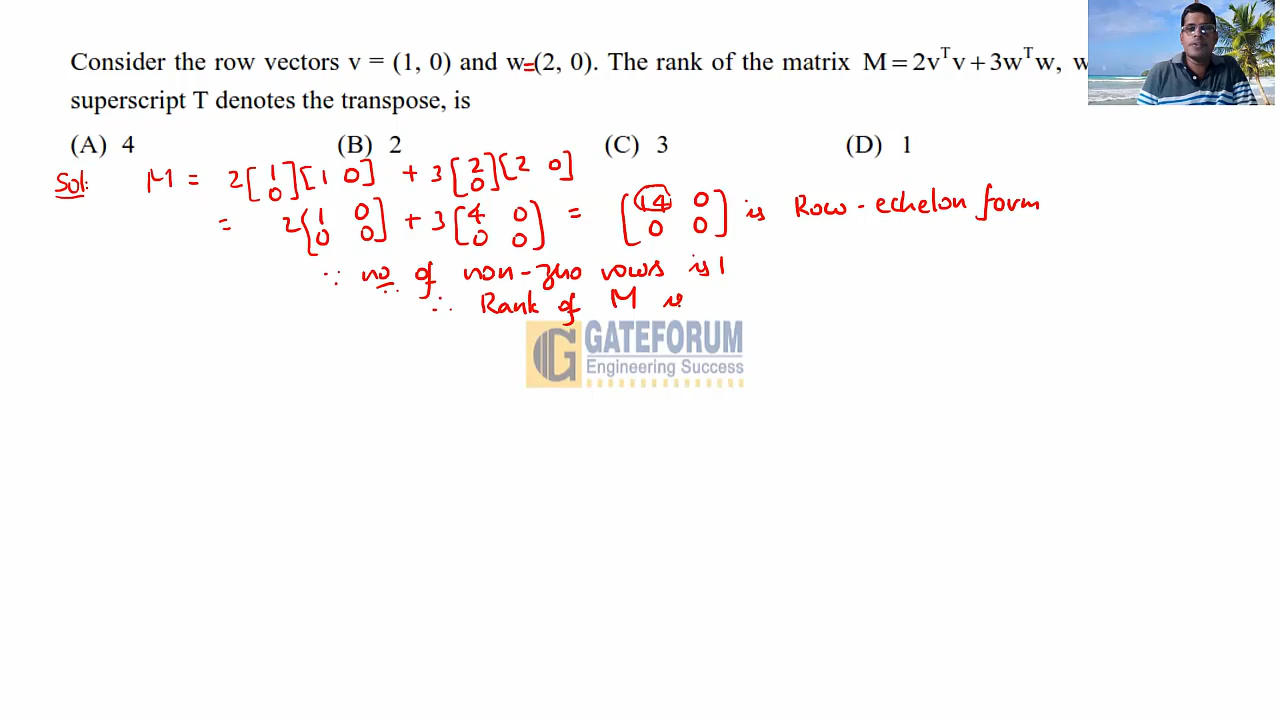 Consider the row vectors v = (1, 0) and w=(2, 0). The rank of the matrix M = 2vᵀv + 3wᵀw, w
superscript T denotes the transpose, is
(A) 4 (B) 2 (C) 3 (D) 1
Sol: M = 2[1 0][1 0] + 3[2 0][2 0]
= 2[1 0 0 0] + 3[4 0 0 0] = [14 0 0 0] is Row-echelon form
∵ no of non-zero rows is 1
∴ Rank of M is
GATEFORUM
Engineering Success